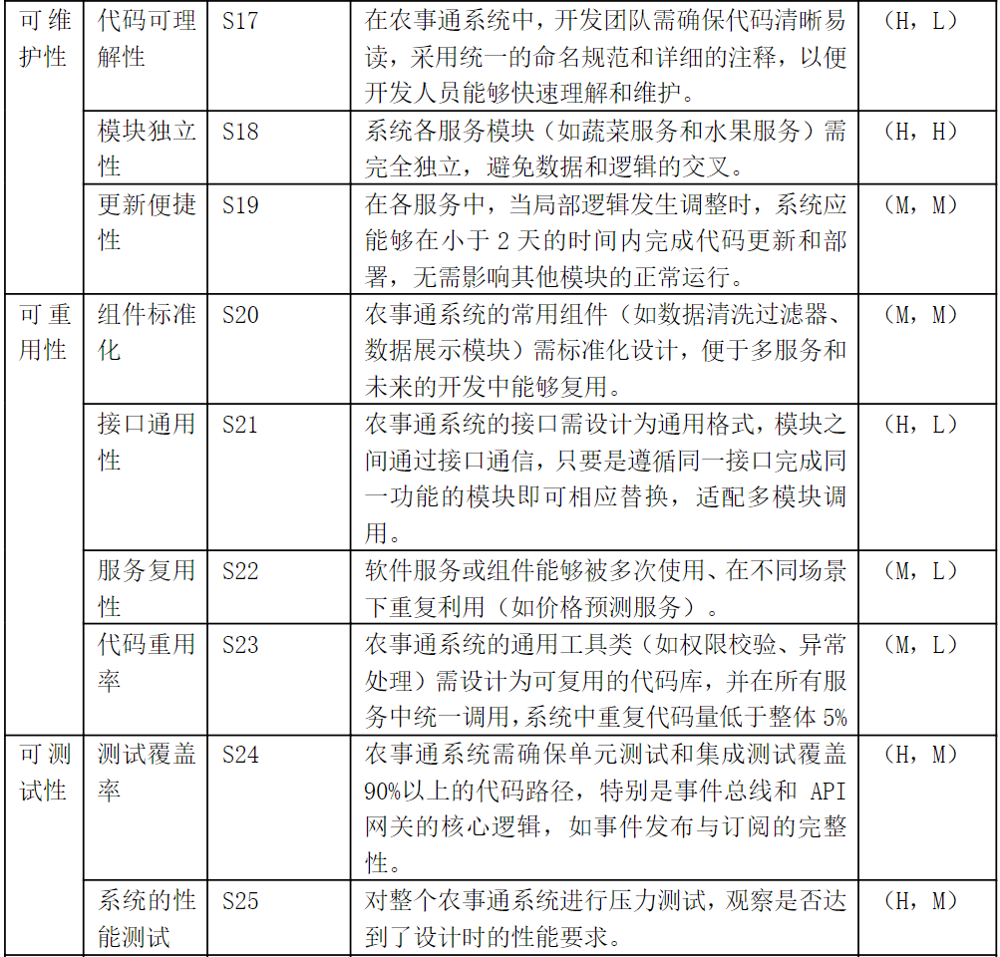 可维护性
代码可理解性
S17
在农事通系统中，开发团队需确保代码清晰易
读，采用统一的命名规范和详细的注释，以便
开发人员能够快速理解和维护。
（H，L）
模块独立性
S18
系统各服务模块（如蔬菜服务和水果服务）需
完全独立，避免数据和逻辑的交叉。
（H，H）
更新便捷性
S19
在各服务中，当局部逻辑发生调整时，系统应
能够在小于 2 天的时间内完成代码更新和部
署，无需影响其他模块的正常运行。
（M，M）
可重用性
组件标准化
S20
农事通系统的常用组件（如数据清洗过滤器、
数据展示模块）需标准化设计，便于多服务和
未来的开发中能够复用。
（M，M）
接口通用性
S21
农事通系统的接口需设计为通用格式，模块之
间通过接口通信，只要是遵循同一接口完成同
一功能的模块即可相应替换，适配多模块调
用。
（H，L）
服务复用性
S22
软件服务或组件能够被多次使用、在不同场景
下重复利用（如价格预测服务）。
（M，L）
代码重用率
S23
农事通系统的通用工具类（如权限校验、异常
处理）需设计为可复用的代码库，并在所有服
务中统一调用，系统中重复代码量低于整体 5%
（M，L）
可测试性
测试覆盖率
S24
农事通系统需确保单元测试和集成测试覆盖
90%以上的代码路径，特别是事件总线和 API
网关的核心逻辑，如事件发布与订阅的完整
性。
（H，M）
系统的性能测试
S25
对整个农事通系统进行压力测试，观察是否达
到了设计时的性能要求。
（H，M）